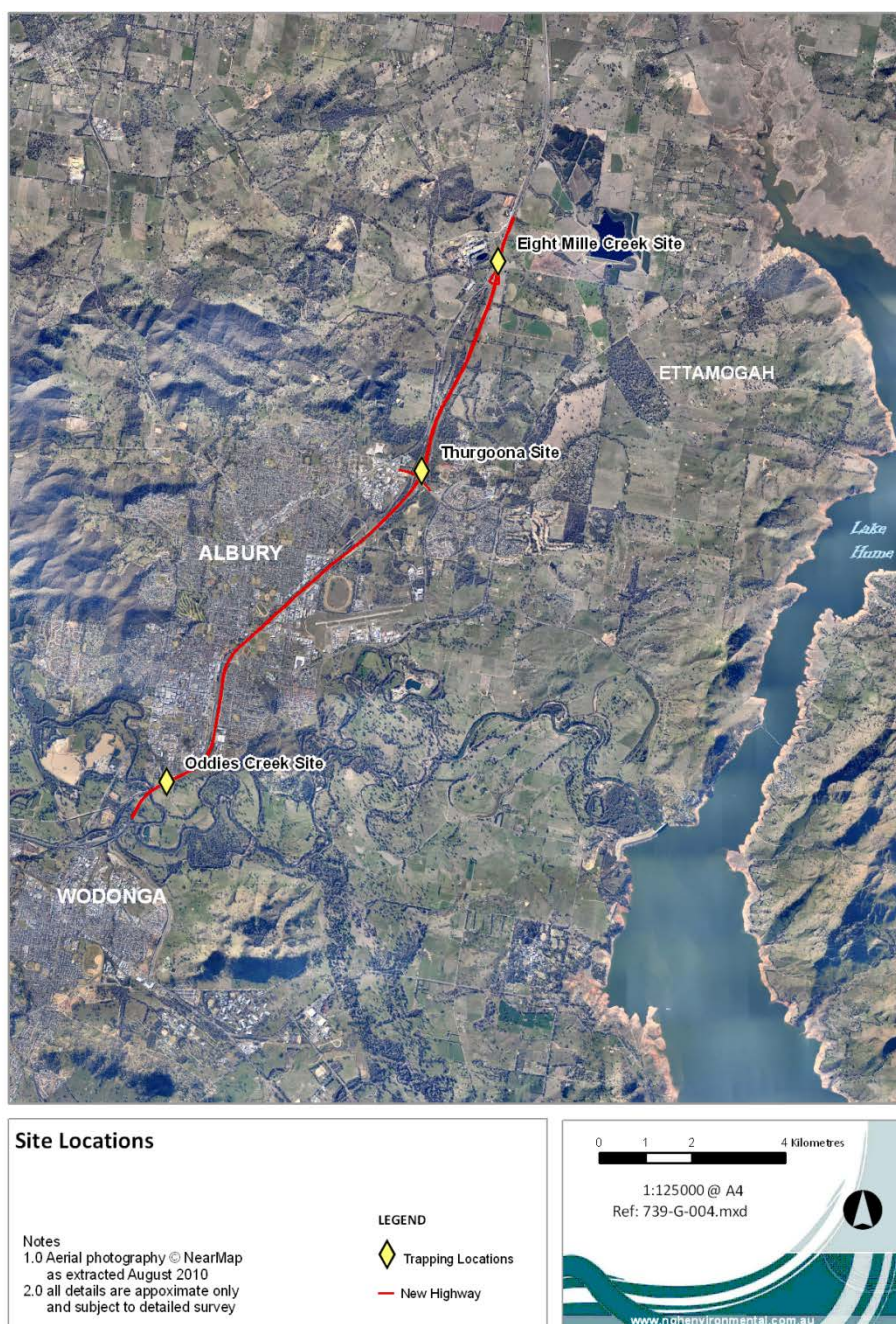 Eight Mille Creek Site
ETTAMOGAH
Thurgoona Site
ALBURY
Lake
Hume
Oddies Creek Site
WODONGA
Site Locations
Notes
1.0 Aerial photography © NearMap
as extracted August 2010
2.0 all details are appoximate only
and subject to detailed survey
LEGEND
Trapping Locations
New Highway
0 1 2 4 Kilometres
1:125000 @ A4
Ref: 739-G-004.mxd
www.nghenvironmental.com.au